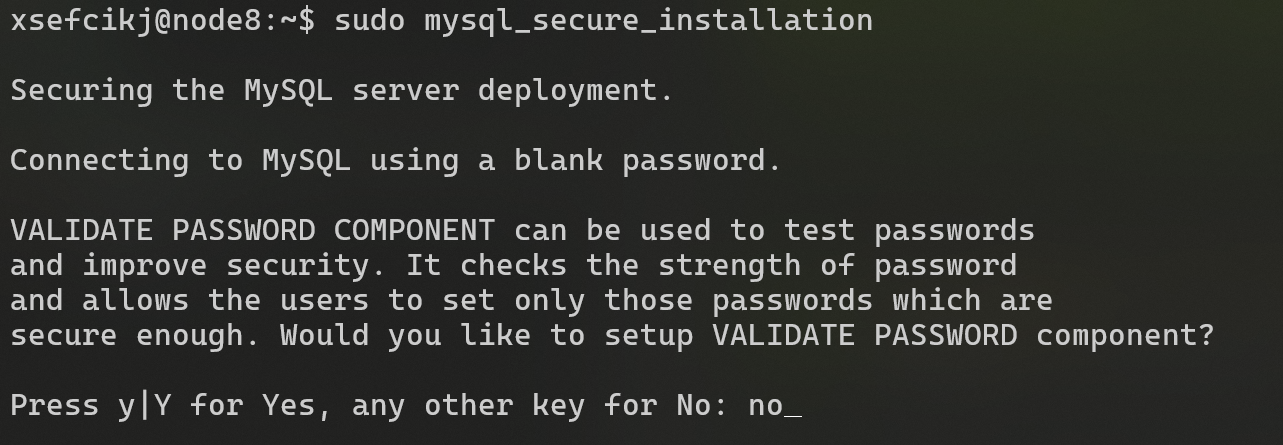 xsefcikj@node8:~$ sudo mysql_secure_installation
Securing the MySQL server deployment.
Connecting to MySQL using a blank password.
VALIDATE PASSWORD COMPONENT can be used to test passwords
and improve security. It checks the strength of password
and allows the users to set only those passwords which are
secure enough. Would you like to setup VALIDATE PASSWORD component?
Press y|Y for Yes, any other key for No: no_